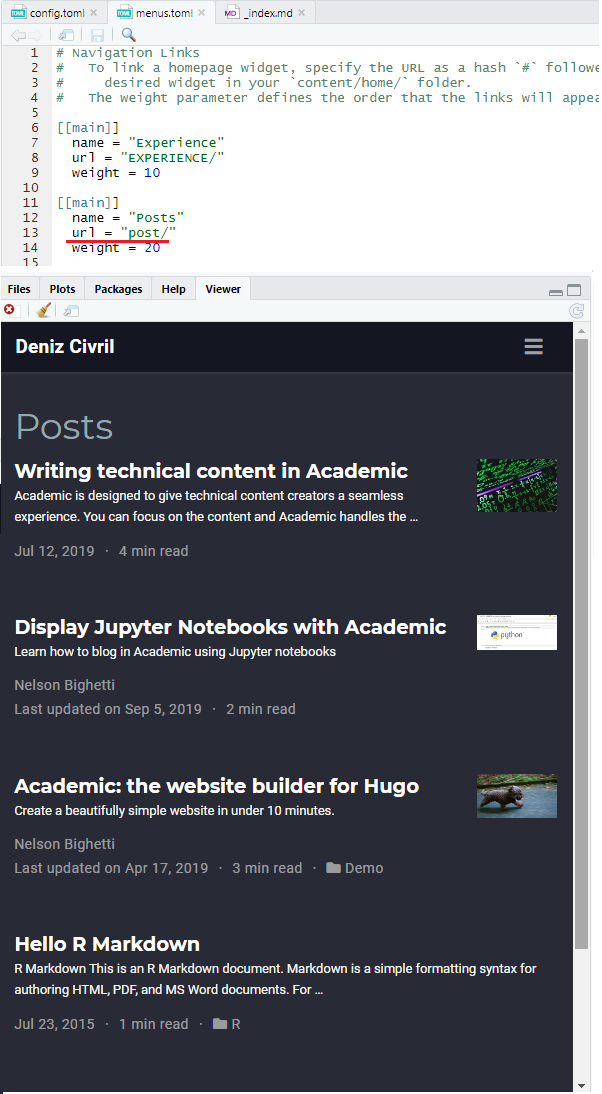 config.toml
menus.toml
_index.md
1 # Navigation Links
2 #   To link a homepage widget, specify the URL as a hash `#` followe
3 #     desired widget in your `content/home/` folder.
4 #   The weight parameter defines the order that the links will appea
5
6 [[main]]
7   name = "Experience"
8   url = "EXPERIENCE/"
9   weight = 10
10
11 [[main]]
12   name = "Posts"
13   url = "post/"
14   weight = 20
15
Files Plots Packages Help Viewer
Deniz Civril
Posts
Writing technical content in Academic
Academic is designed to give technical content creators a seamless
experience. You can focus on the content and Academic handles the …
Jul 12, 2019 · 4 min read
Display Jupyter Notebooks with Academic
Learn how to blog in Academic using Jupyter notebooks
python
Nelson Bighetti
Last updated on Sep 5, 2019 · 2 min read
Academic: the website builder for Hugo
Create a beautifully simple website in under 10 minutes.
Nelson Bighetti
Last updated on Apr 17, 2019 · 3 min read · Demo
Hello R Markdown
R Markdown This is an R Markdown document. Markdown is a simple formatting syntax for
authoring HTML, PDF, and MS Word documents. For …
Jul 23, 2015 · 1 min read · R